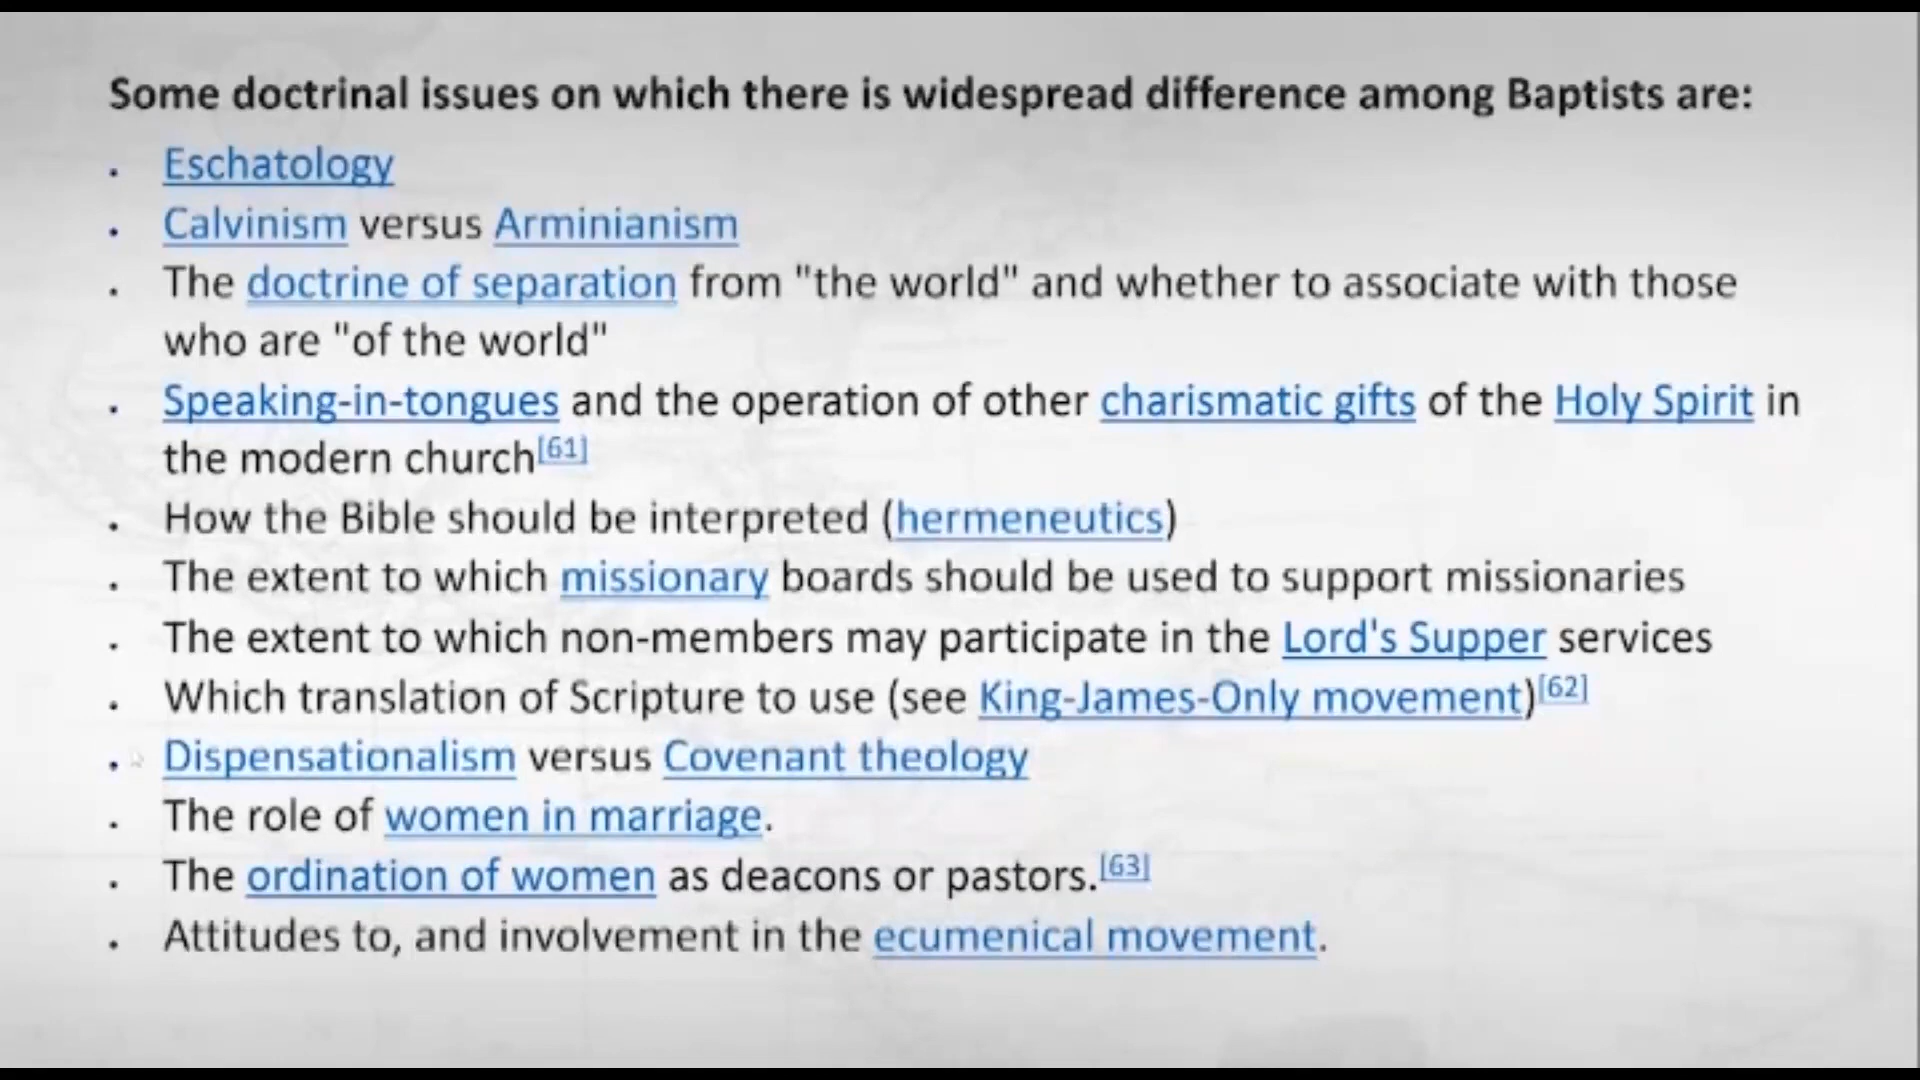 Some doctrinal issues on which there is widespread difference among Baptists are:
. Eschatology
. Calvinism versus Arminianism
. The doctrine of separation from "the world" and whether to associate with those
who are "of the world"
. Speaking-in-tongues and the operation of other charismatic gifts of the Holy Spirit in
the modern church[61]
. How the Bible should be interpreted (hermeneutics)
. The extent to which missionary boards should be used to support missionaries
. The extent to which non-members may participate in the Lord's Supper services
. Which translation of Scripture to use (see King-James-Only movement)[62]
. Dispensationalism versus Covenant theology
. The role of women in marriage.
. The ordination of women as deacons or pastors.[63]
. Attitudes to, and involvement in the ecumenical movement.